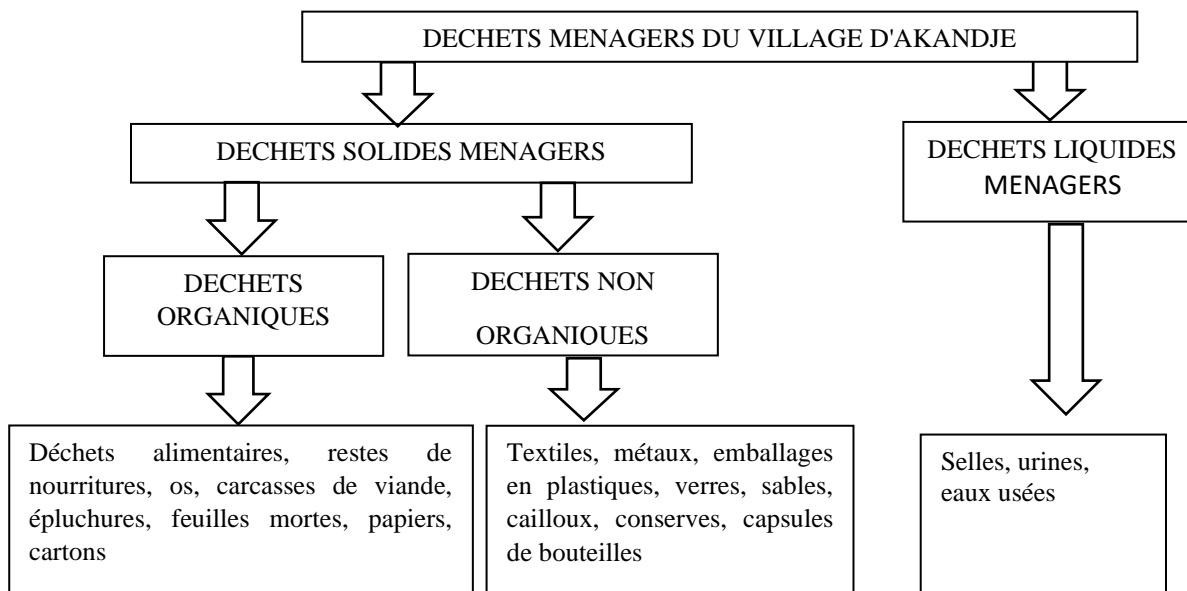 DECHETS MENAGERS DU VILLAGE D'AKANDJE
DECHETS SOLIDES MENAGERS
DECHETS LIQUIDES
MENAGERS
DECHETS
ORGANIQUES
DECHETS NON
ORGANIQUES
Déchets alimentaires, restes de
nourritures, os, carcasses de viande,
épluchures, feuilles mortes, papiers,
cartons
Textiles, métaux, emballages
en plastiques, verres, sables,
cailloux, conserves, capsules
de bouteilles
Selles, urines,
eaux usées